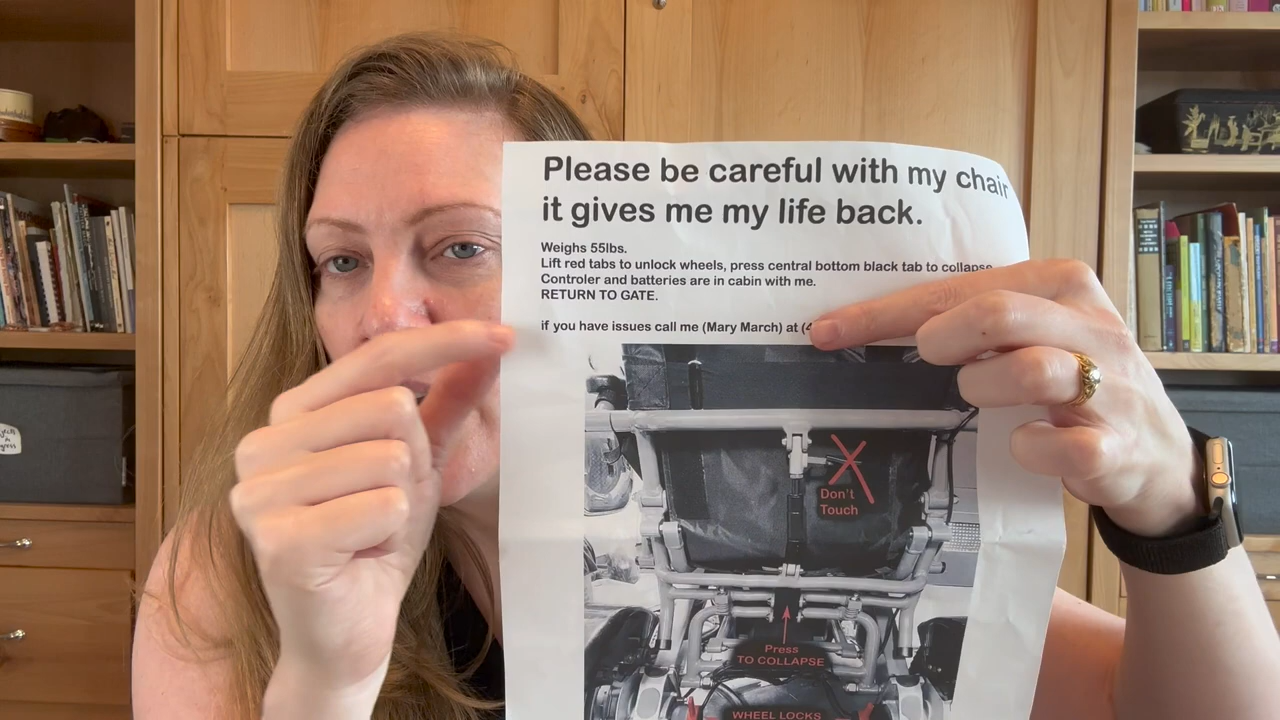 Please be careful with my chair
it gives me my life back.
Weighs 55lbs.
Lift red tabs to unlock wheels, press central bottom black tab to collapse
Controler and batteries are in cabin with me.
RETURN TO GATE.
if you have issues call me (Mary March) at (4
Don't
Touch
Press
TO COLLAPSE
WHEEL LOCKS